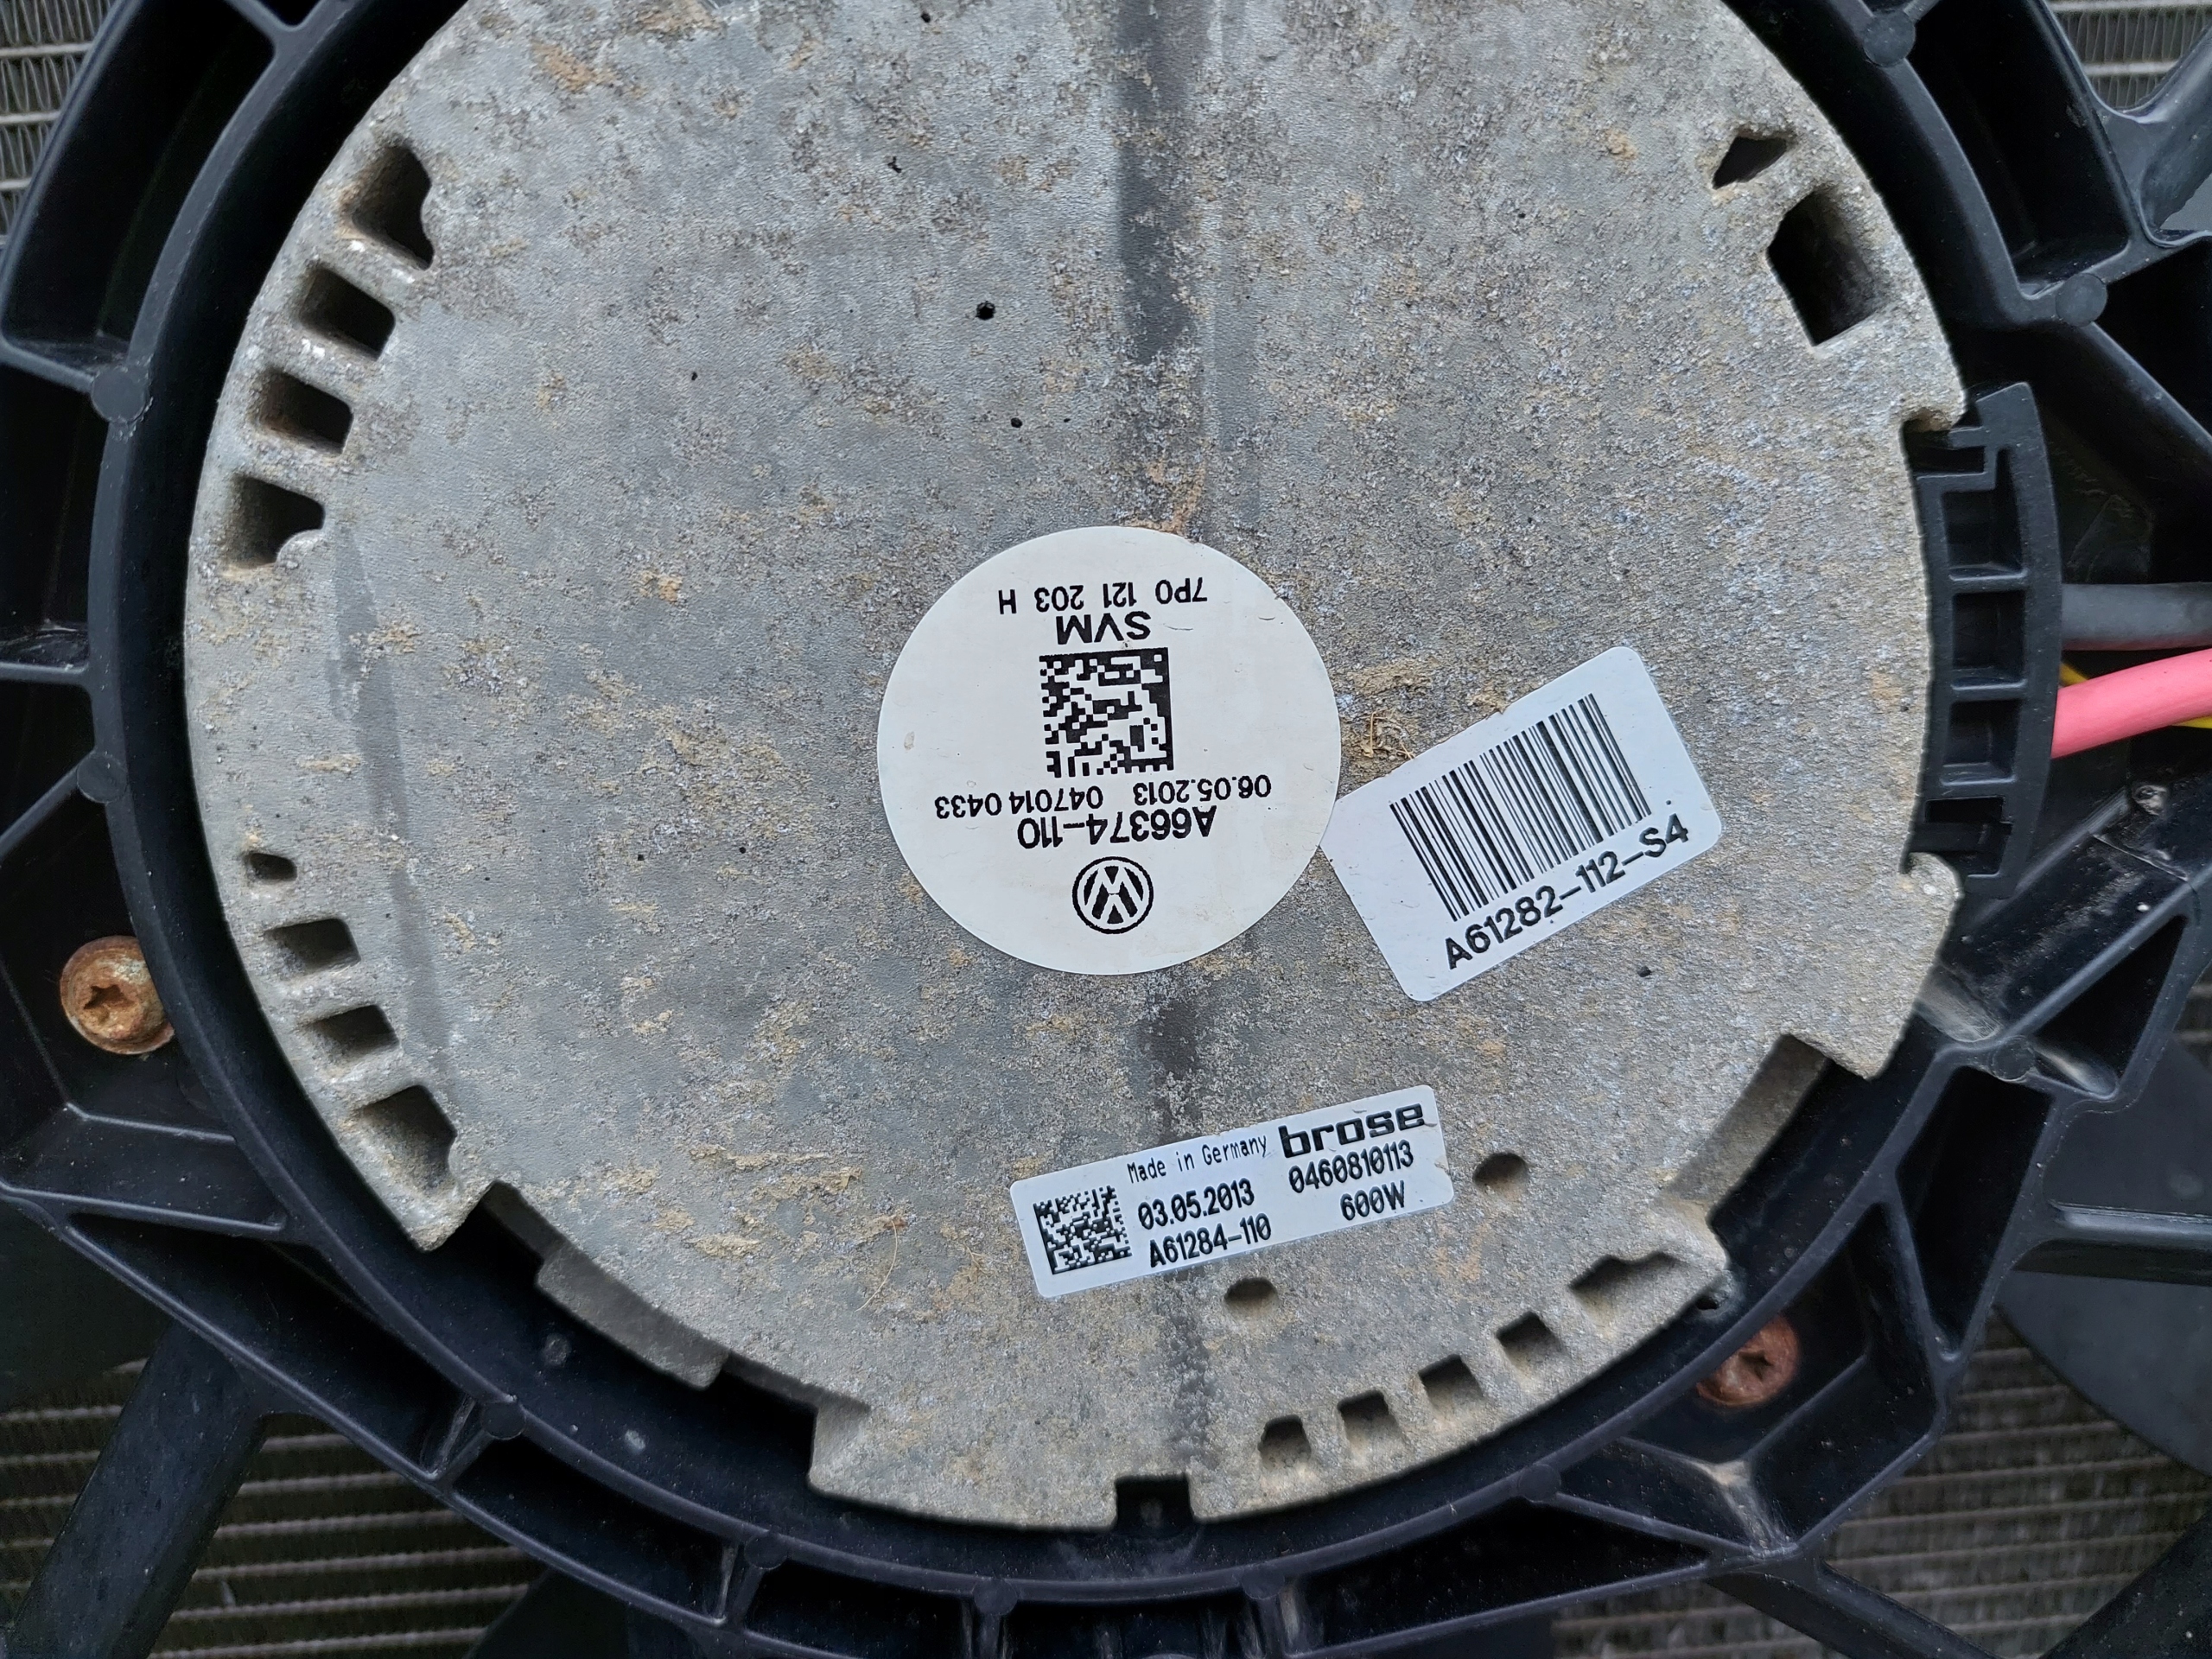 A66374-110
06.05.2013 047014 0433
SVM
7P0 121 203 H
A61282-112-S4
Made in Germany brose
03.05.2013 0460810113
A61284-110 600W